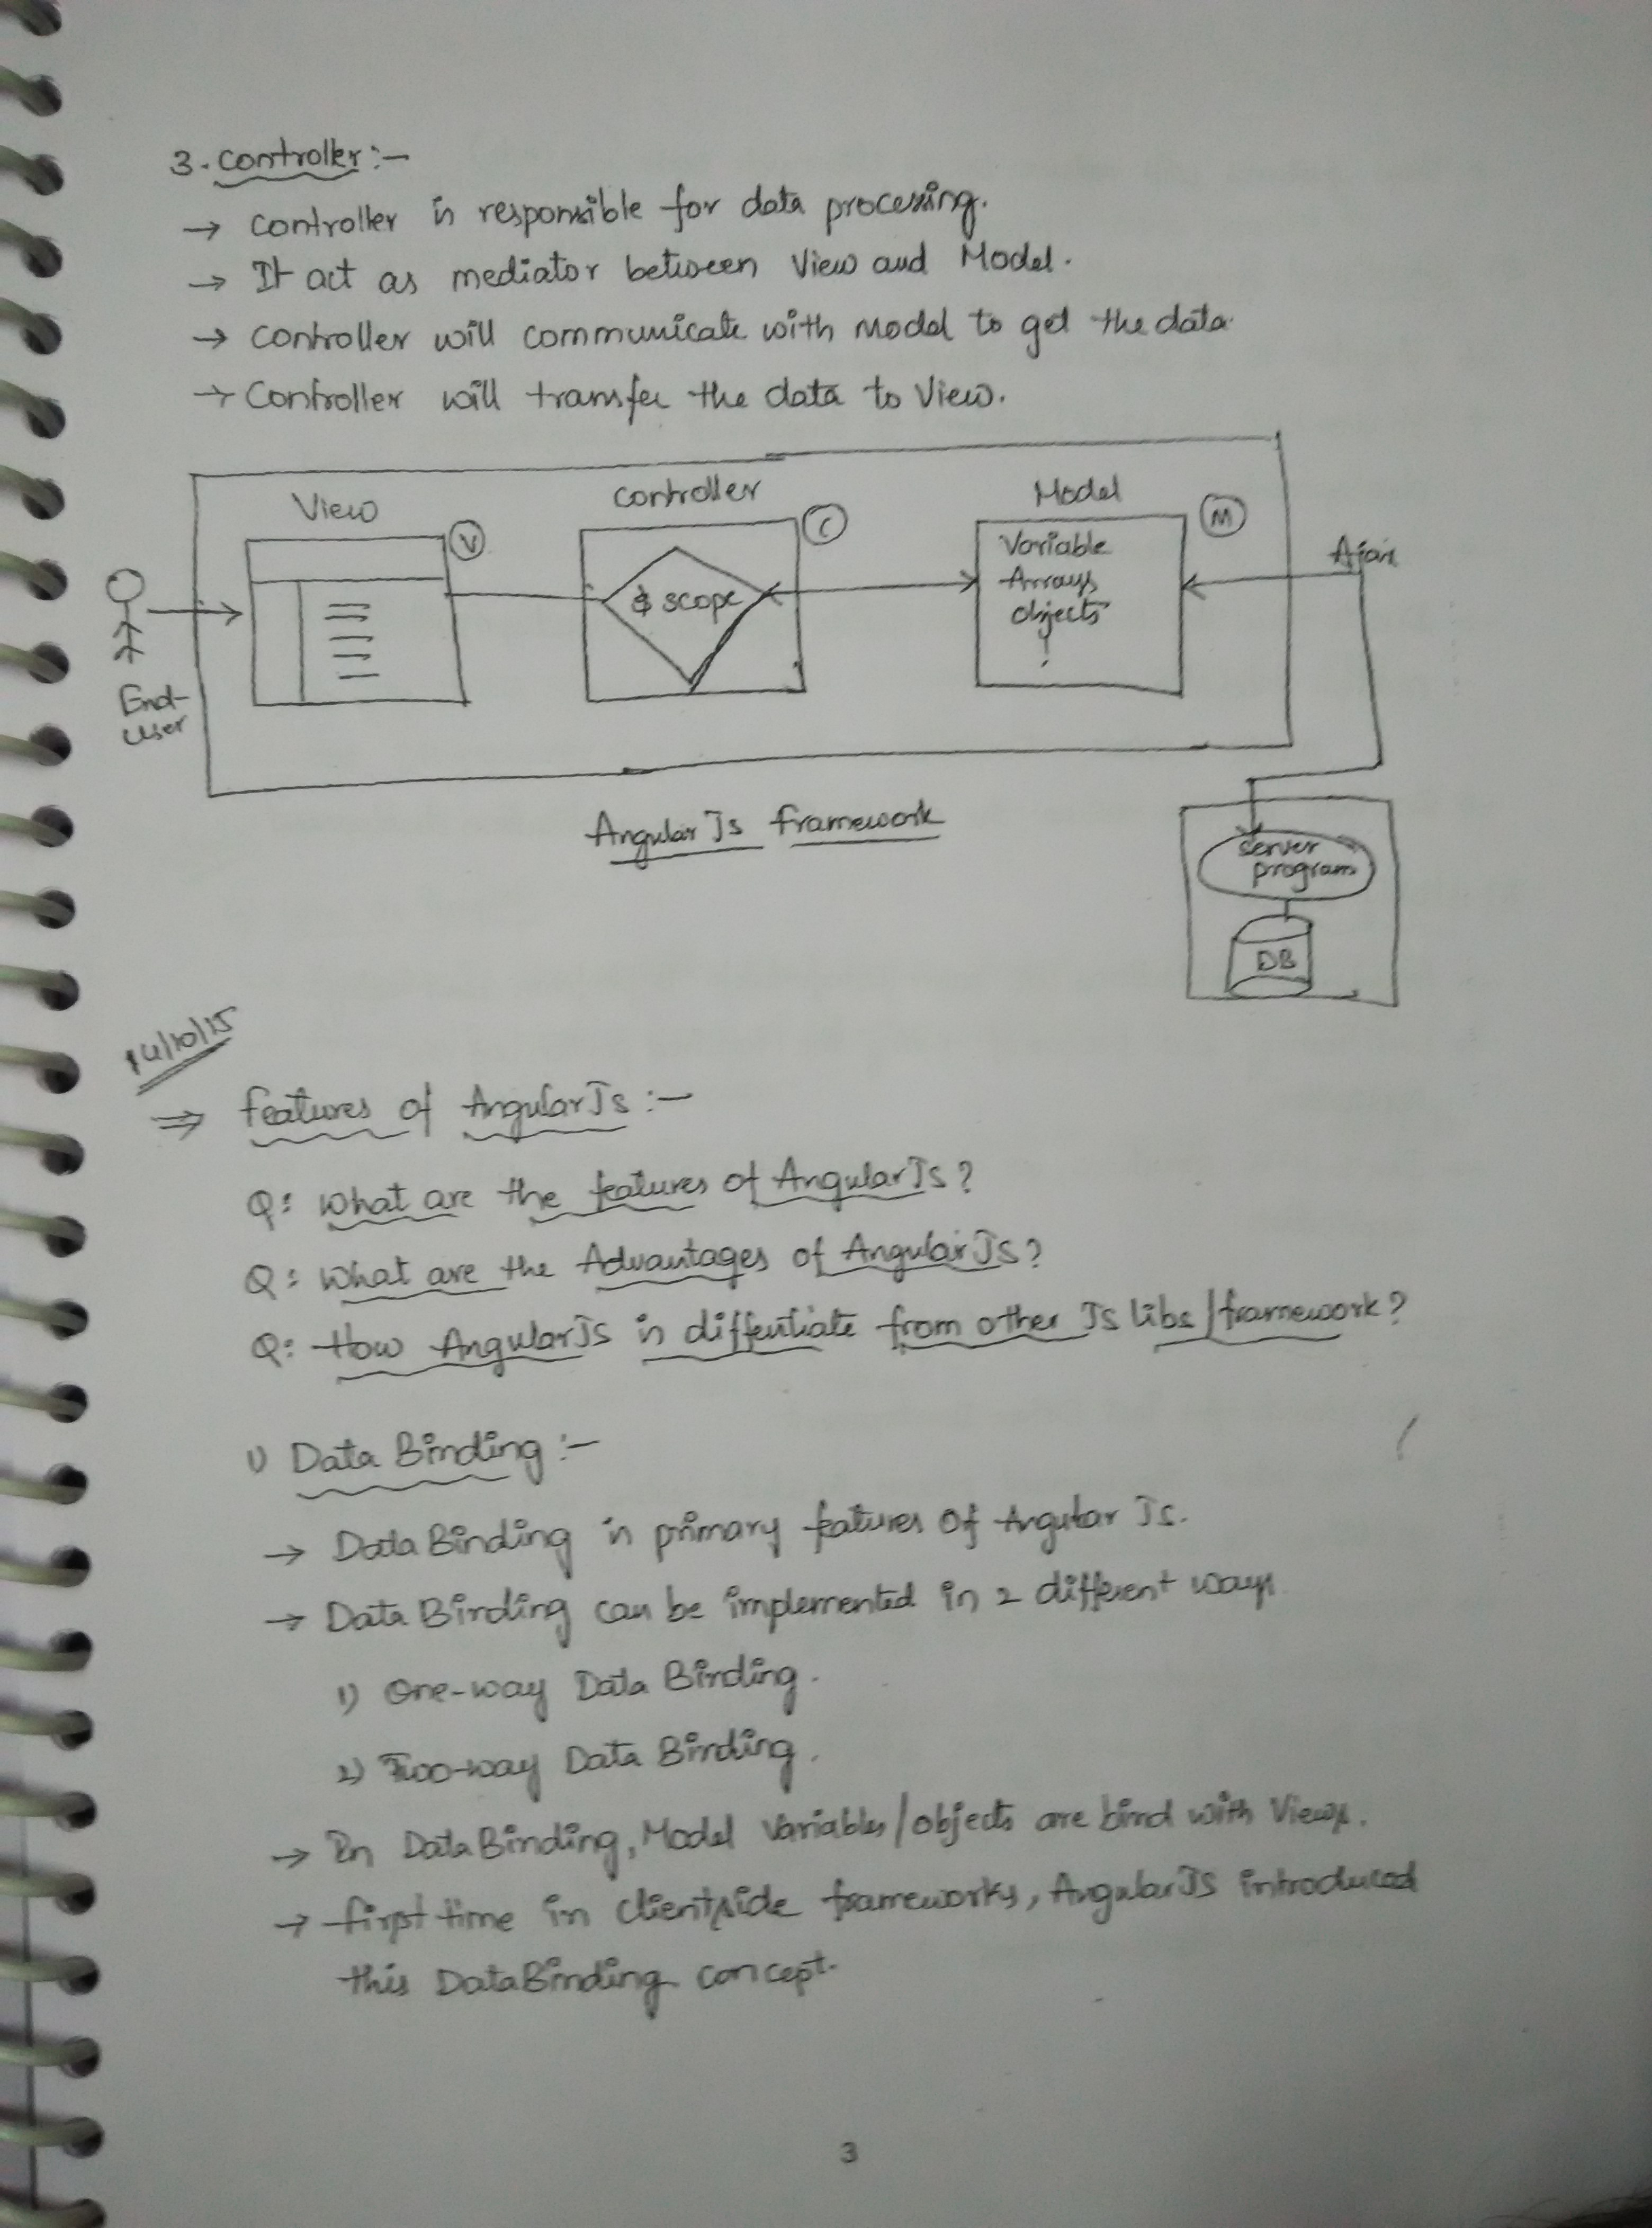 3. Controller :-
→ Controller is responsible for data processing.
→ It act as mediator between View and Model.
→ Controller will communicate with Model to get the data.
→ Controller will transfer the data to View.
View
Controller
Model
V
C
M
$ scope
Variable
Arrays
Objects
Ajax
End-
User
AngularJs framework
server
program
DB
14/10/15
⇒ Features of AngularJs :-
Q: What are the features of AngularJs?
Q: What are the Advantages of AngularJs?
Q: How AngularJs is diffentiate from other Js libs/framework?
1) Data Binding :-
→ Data Binding is primary features of Angular Js.
→ Data Binding can be implemented in 2 different ways.
1) One-way Data Binding.
2) Two-way Data Binding.
→ In Data Binding, Model Variables/objects are bind with Views.
→ first time in clientside frameworks, AngularJS introduced
this DataBinding concept.
3